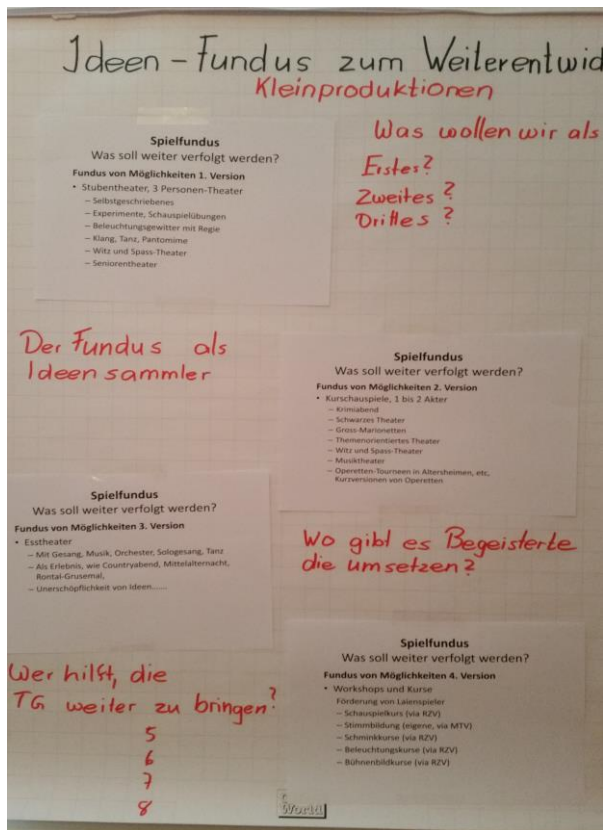 Ideen-Fundus zum Weiterentwid
Kleinproduktionen
Spielfundus
Was soll weiter verfolgt werden?
Fundus von Möglichkeiten 1. Version
• Stubentheater, 3 Personen-Theater
– Selbstgeschriebenes
– Experimente, Schauspielübungen
– Beleuchtungsgewitter mit Regie
– Klang, Tanz, Pantomime
– Witz und Spass-Theater
– Seniorentheater
Was wollen wir als
Erstes?
Zweites?
Drittes?
Der Fundus als
Ideensammler
Spielfundus
Was soll weiter verfolgt werden?
Fundus von Möglichkeiten 2. Version
• Kurschauspiele, 1 bis 2 Akter
– Krimiabend
– Schwarzes Theater
– Gross-Marionetten
– Themenorientiertes Theater
– Witz und Spass-Theater
– Musiktheater
– Operetten-Tourneen in Altersheimen, etc.
Kurzversionen von Operetten
Spielfundus
Was soll weiter verfolgt werden?
Fundus von Möglichkeiten 3. Version
• Esstheater
– Mit Gesang, Musik, Orchester, Sologesang, Tanz
– Als Erlebnis, wie Countryabend, Mittelalternacht,
Rontal-Grusemal,
– Unerschöpflichkeit von Ideen......
Wo gibt es Begeisterte
die umsetzen?
Wer hilft, die
TG weiter zu bringen?
5
6
7
8
Spielfundus
Was soll weiter verfolgt werden?
Fundus von Möglichkeiten 4. Version
• Workshops und Kurse
Förderung von Laienspieler
– Schauspielkurs (via RZV)
– Stimmbildung (eigene, via MTV)
– Schminkkurse (via RZV)
– Beleuchtungskurse (via RZV)
– Bühnenbildkurse (via RZV)
World